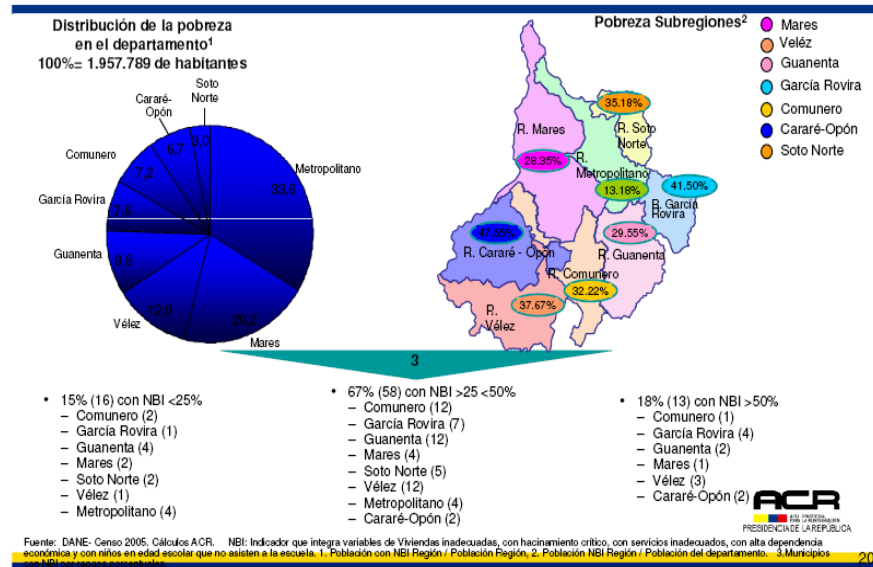 Distribución de la pobreza
en el departamento¹
100%= 1.957.789 de habitantes
Pobreza Subregiones²
Mares
Veléz
Guanenta
García Rovira
Comunero
Cararé-Opón
Soto Norte
Soto
Norte
Cararé-
Opón
Comunero
García Rovira
Guanenta
Vélez
Mares
Metropolitano
3,0
6,7
7,2
7,6
9,8
12,0
20,2
33,6
35.18%
R. Mares
R. Soto
Norte
28.35%
R.
Metropolitano
13.18%
41.50%
R. García
Rovira
47.55%
29.55%
R. Cararé - Opón
R. Guanenta
R. Comunero
32.22%
37.67%
R.
Vélez
3
• 15% (16) con NBI <25%
– Comunero (2)
– García Rovira (1)
– Guanenta (4)
– Mares (2)
– Soto Norte (2)
– Vélez (1)
– Metropolitano (4)
• 67% (58) con NBI >25 <50%
– Comunero (12)
– García Rovira (7)
– Guanenta (12)
– Mares (4)
– Soto Norte (5)
– Vélez (12)
– Metropolitano (4)
– Cararé-Opón (2)
• 18% (13) con NBI >50%
– Comunero (1)
– García Rovira (4)
– Guanenta (2)
– Mares (1)
– Vélez (3)
– Cararé-Opón (2)
ACR
PARA LA REINTEGRACIÓN
PRESIDENCIA DE LA REPÚBLICA
Fuente: DANE- Censo 2005. Cálculos ACR. NBI: Indicador que integra variables de Viviendas inadecuadas, con hacinamiento crítico, con servicios inadecuados, con alta dependencia
económica y con niños en edad escolar que no asisten a la escuela. 1. Población con NBI Región / Población Región, 2. Población NBI Región / Población del departamento. 3.Municipios
con NBI por rangos porcentuales
20